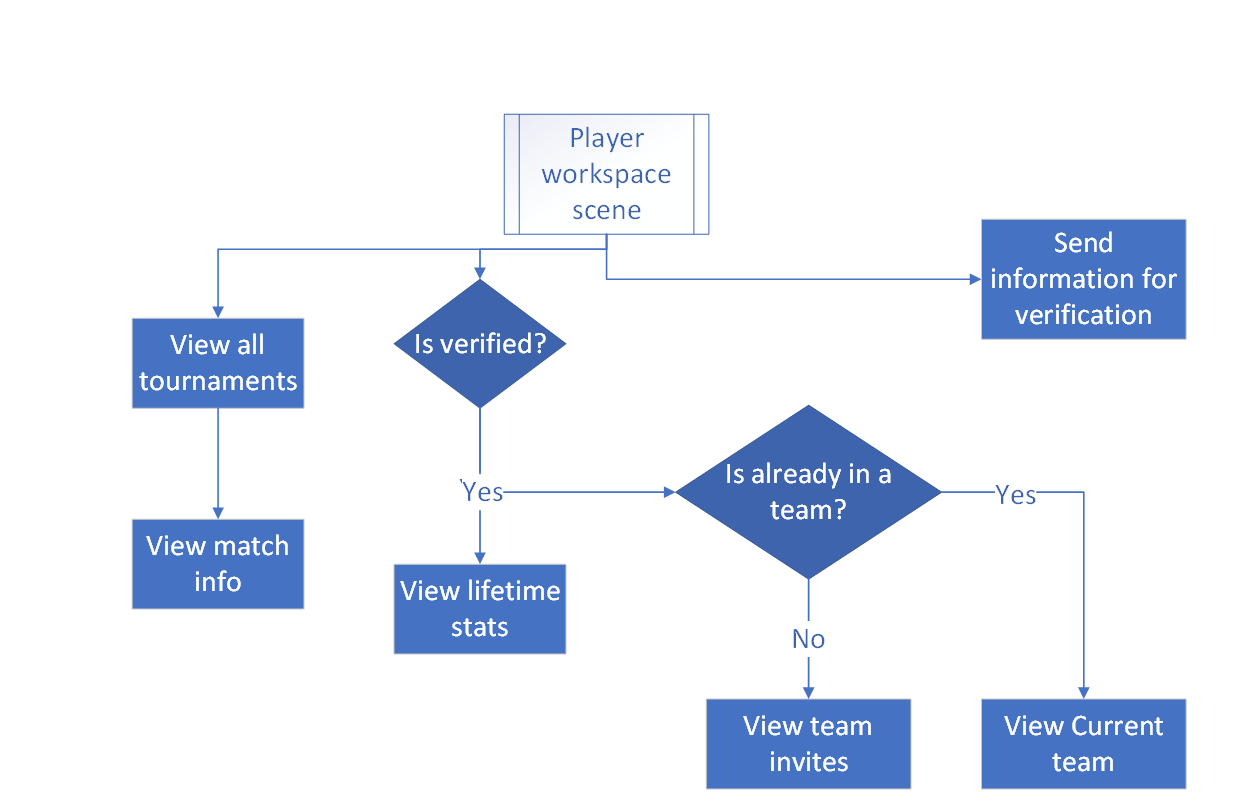 Player
workspace
scene
Send
information for
verification
View all
tournaments
Is verified?
Is already in a
team?
Yes
Yes
View match
info
View lifetime
stats
No
View team
invites
View Current
team